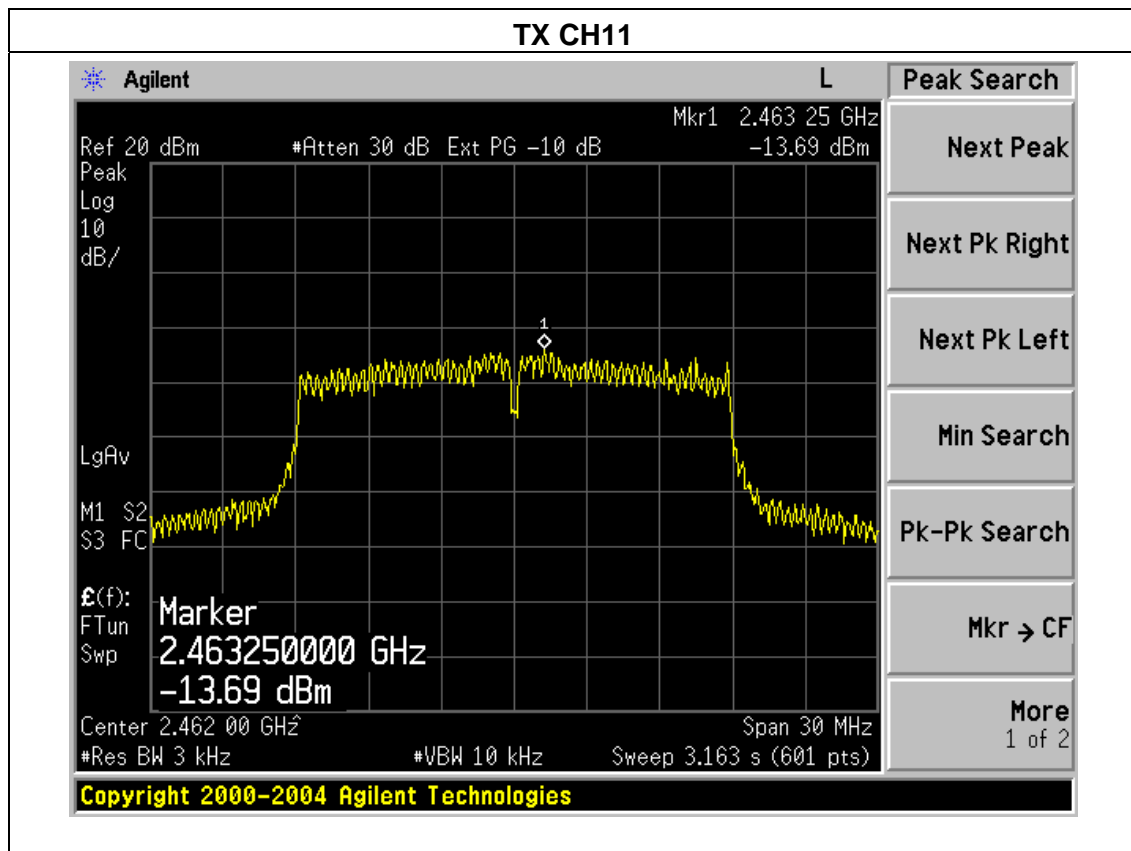 TX CH11
Agilent
L
Peak Search
Mkr1 2.463 25 GHz
Ref 20 dBm #Atten 30 dB Ext PG -10 dB -13.69 dBm
Peak
Log
10
dB/
1
LgAv
M1 S2
S3 FC
£(f):
FTun
Swp
Marker
2.463250000 GHz
-13.69 dBm
Center 2.462 00 GHz Span 30 MHz
#Res BW 3 kHz #VBW 10 kHz Sweep 3.163 s (601 pts)
Next Peak
Next Pk Right
Next Pk Left
Min Search
Pk-Pk Search
Mkr → CF
More
1 of 2
Copyright 2000-2004 Agilent Technologies